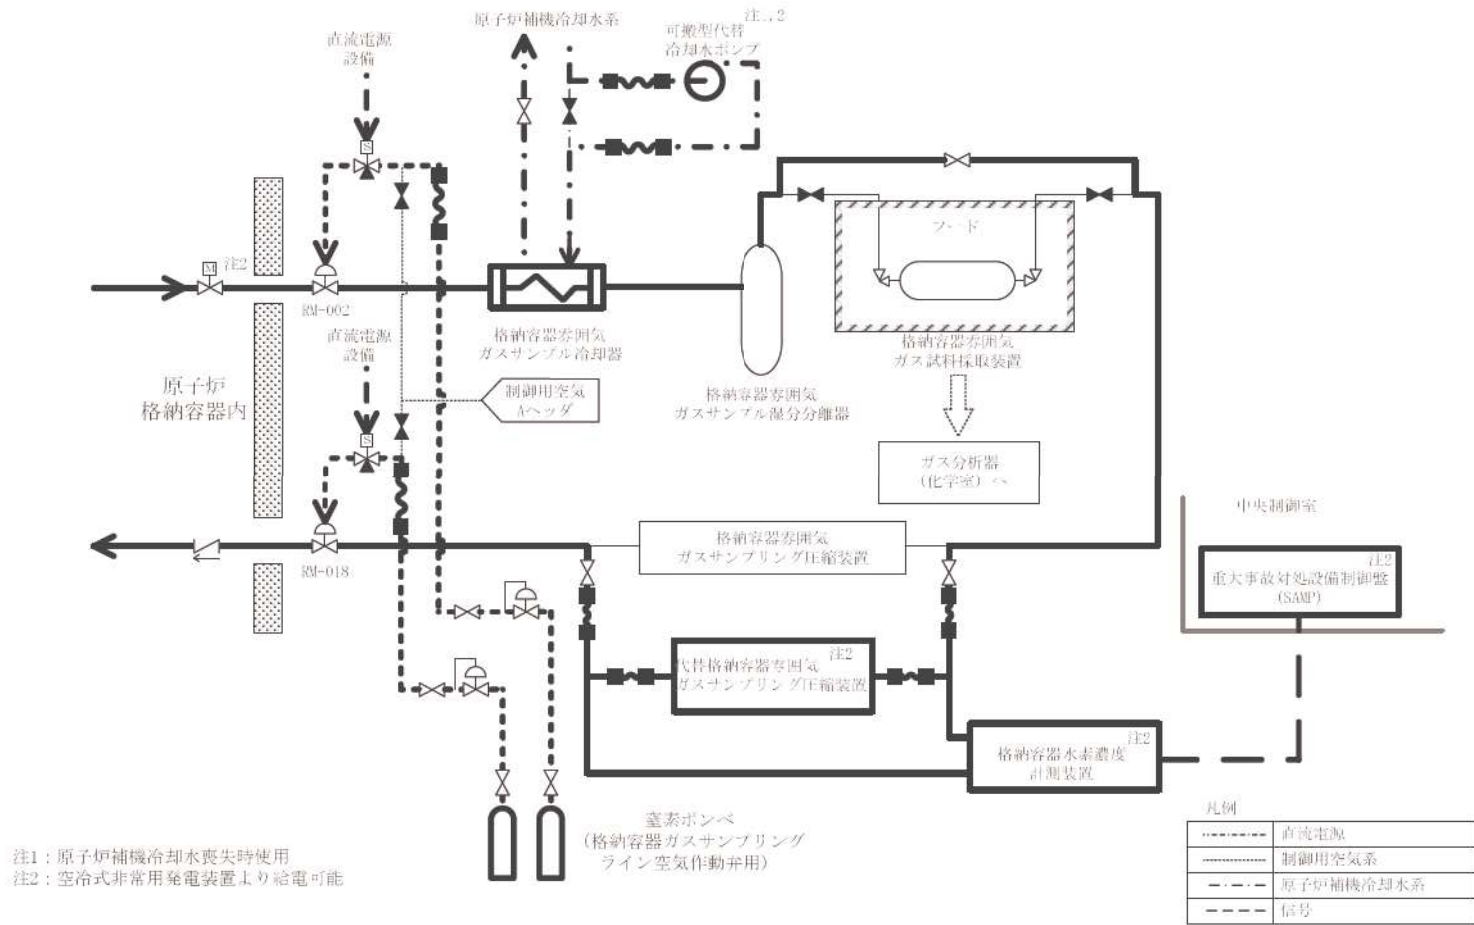 原子炉補機冷却水系
注1,2
可搬型代替
冷却水ポンプ
直流電源
設備
S
M
注2
RM-002
フード
格納容器雰囲気
ガスサンプル冷却器
格納容器雰囲気
ガス試料採取装置
直流電源
設備
原子炉
格納容器内
制御用空気
Aヘッダ
格納容器雰囲気
ガスサンプル湿分分離器
S
ガス分析器
(化学室)へ
中央制御室
格納容器雰囲気
ガスサンプリング圧縮装置
注2
重大事故対処設備制御盤
(SAMP)
RM-018
注2
代替格納容器雰囲気
ガスサンプリング圧縮装置
注2
格納容器水素濃度
計測装置
窒素ボンベ
(格納容器ガスサンプリング
ライン空気作動弁用)
注1:原子炉補機冷却水喪失時使用
注2:空冷式非常用発電装置より給電可能
凡例
直流電源
制御用空気系
原子炉補機冷却水系
信号